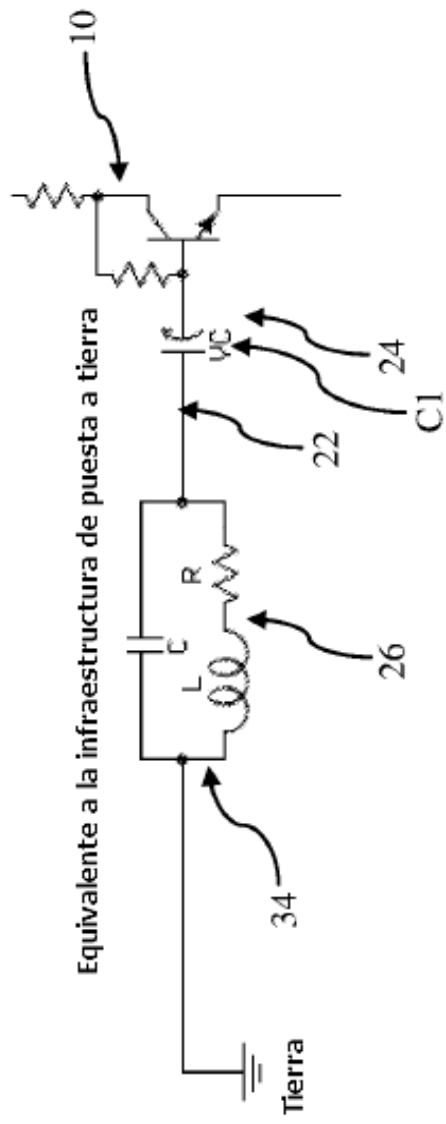 Equivalente a la infraestructura de puesta a tierra
10
C
L
R
VC
34
26
22
24
C1
Tierra